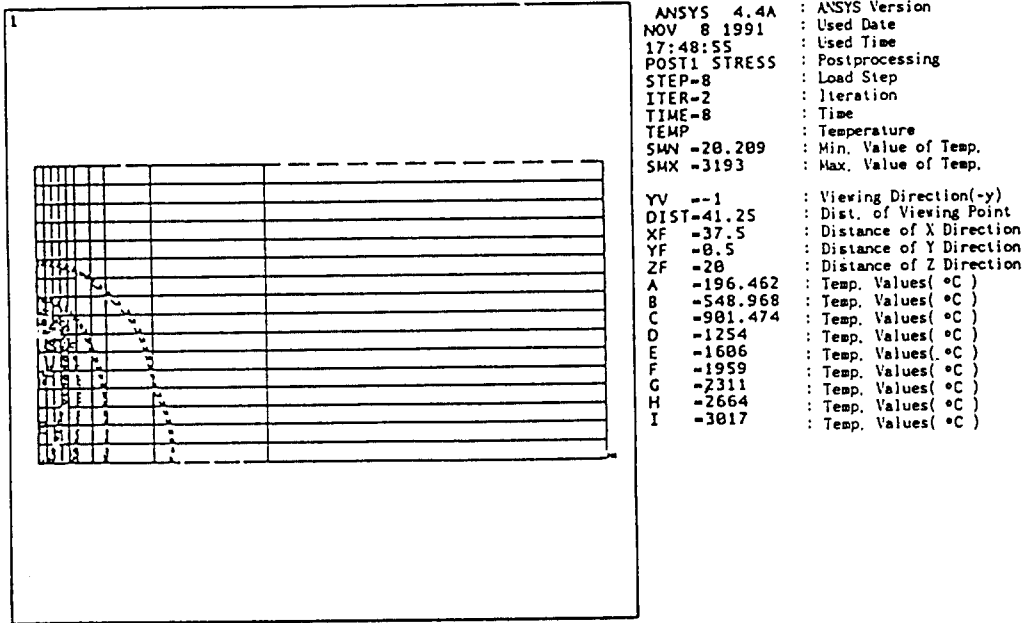 1
ANSYS 4.4A : ANSYS Version
NOV 8 1991 : Used Date
17:48:55 : Used Time
POST1 STRESS : Postprocessing
STEP=8 : Load Step
ITER=2 : Iteration
TIME=8 : Time
TEMP : Temperature
SMN =20.209 : Min. Value of Temp.
SMX =3193 : Max. Value of Temp.
YV =-1 : Viewing Direction(-y)
DIST=41.25 : Dist. of Viewing Point
XF =37.5 : Distance of X Direction
YF =0.5 : Distance of Y Direction
ZF =20 : Distance of Z Direction
A =196.462 : Temp. Values( °C )
B =548.968 : Temp. Values( °C )
C =901.474 : Temp. Values( °C )
D =1254 : Temp. Values( °C )
E =1606 : Temp. Values( °C )
F =1959 : Temp. Values( °C )
G =2311 : Temp. Values( °C )
H =2664 : Temp. Values( °C )
I =3017 : Temp. Values( °C )